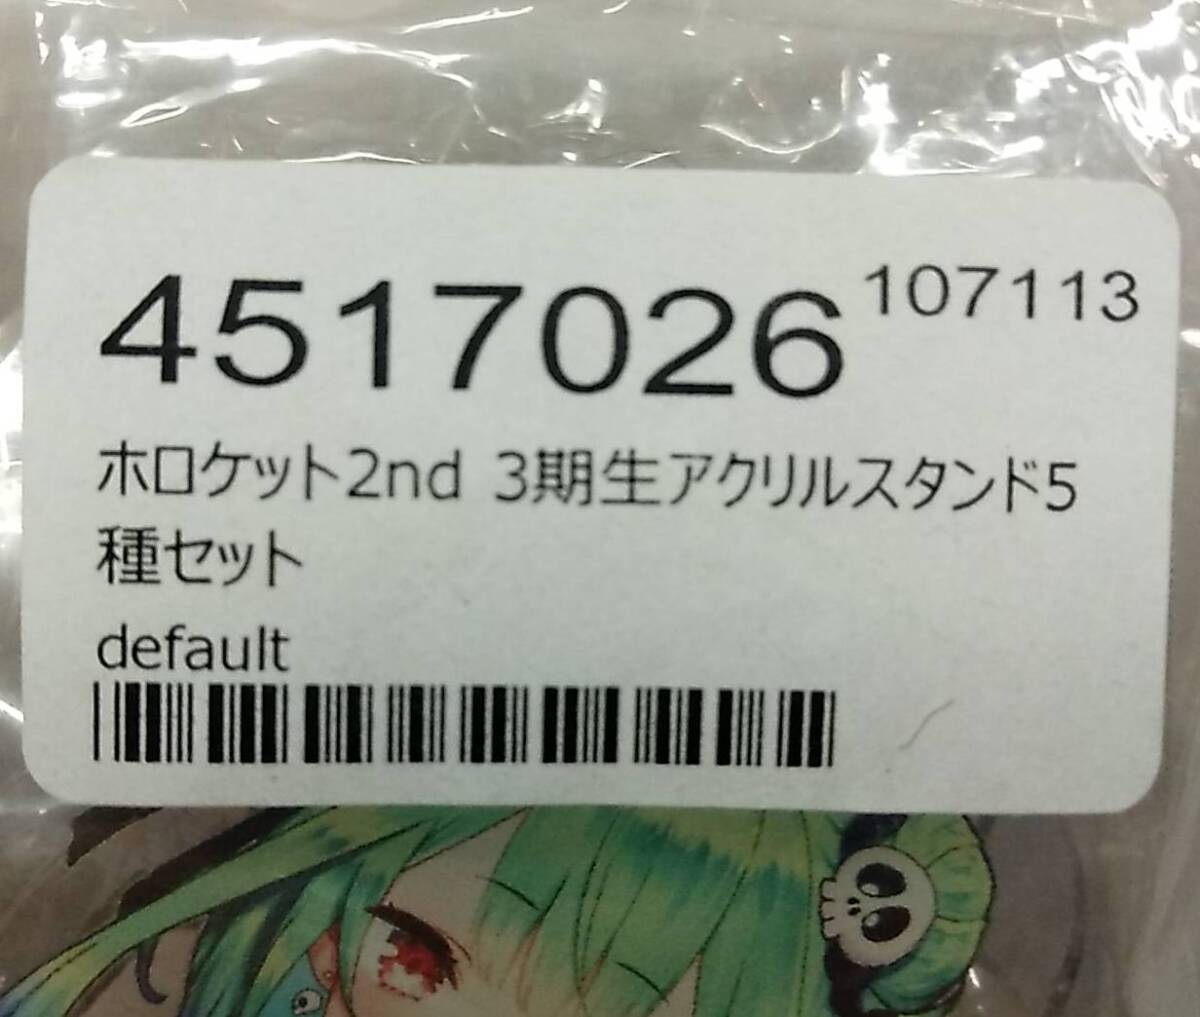 4517026 107113
ホロケット2nd 3期生アクリルスタンド5
種セット
default